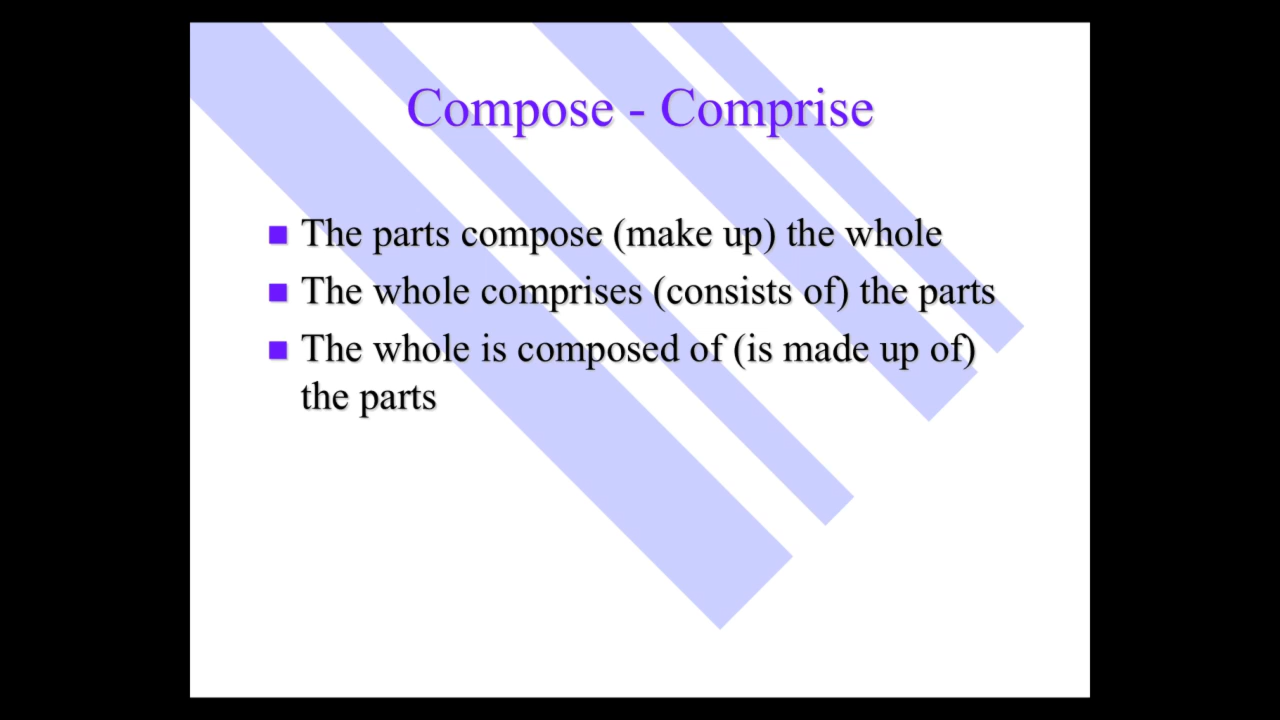 Compose - Comprise
The parts compose (make up) the whole
The whole comprises (consists of) the parts
The whole is composed of (is made up of)
the parts